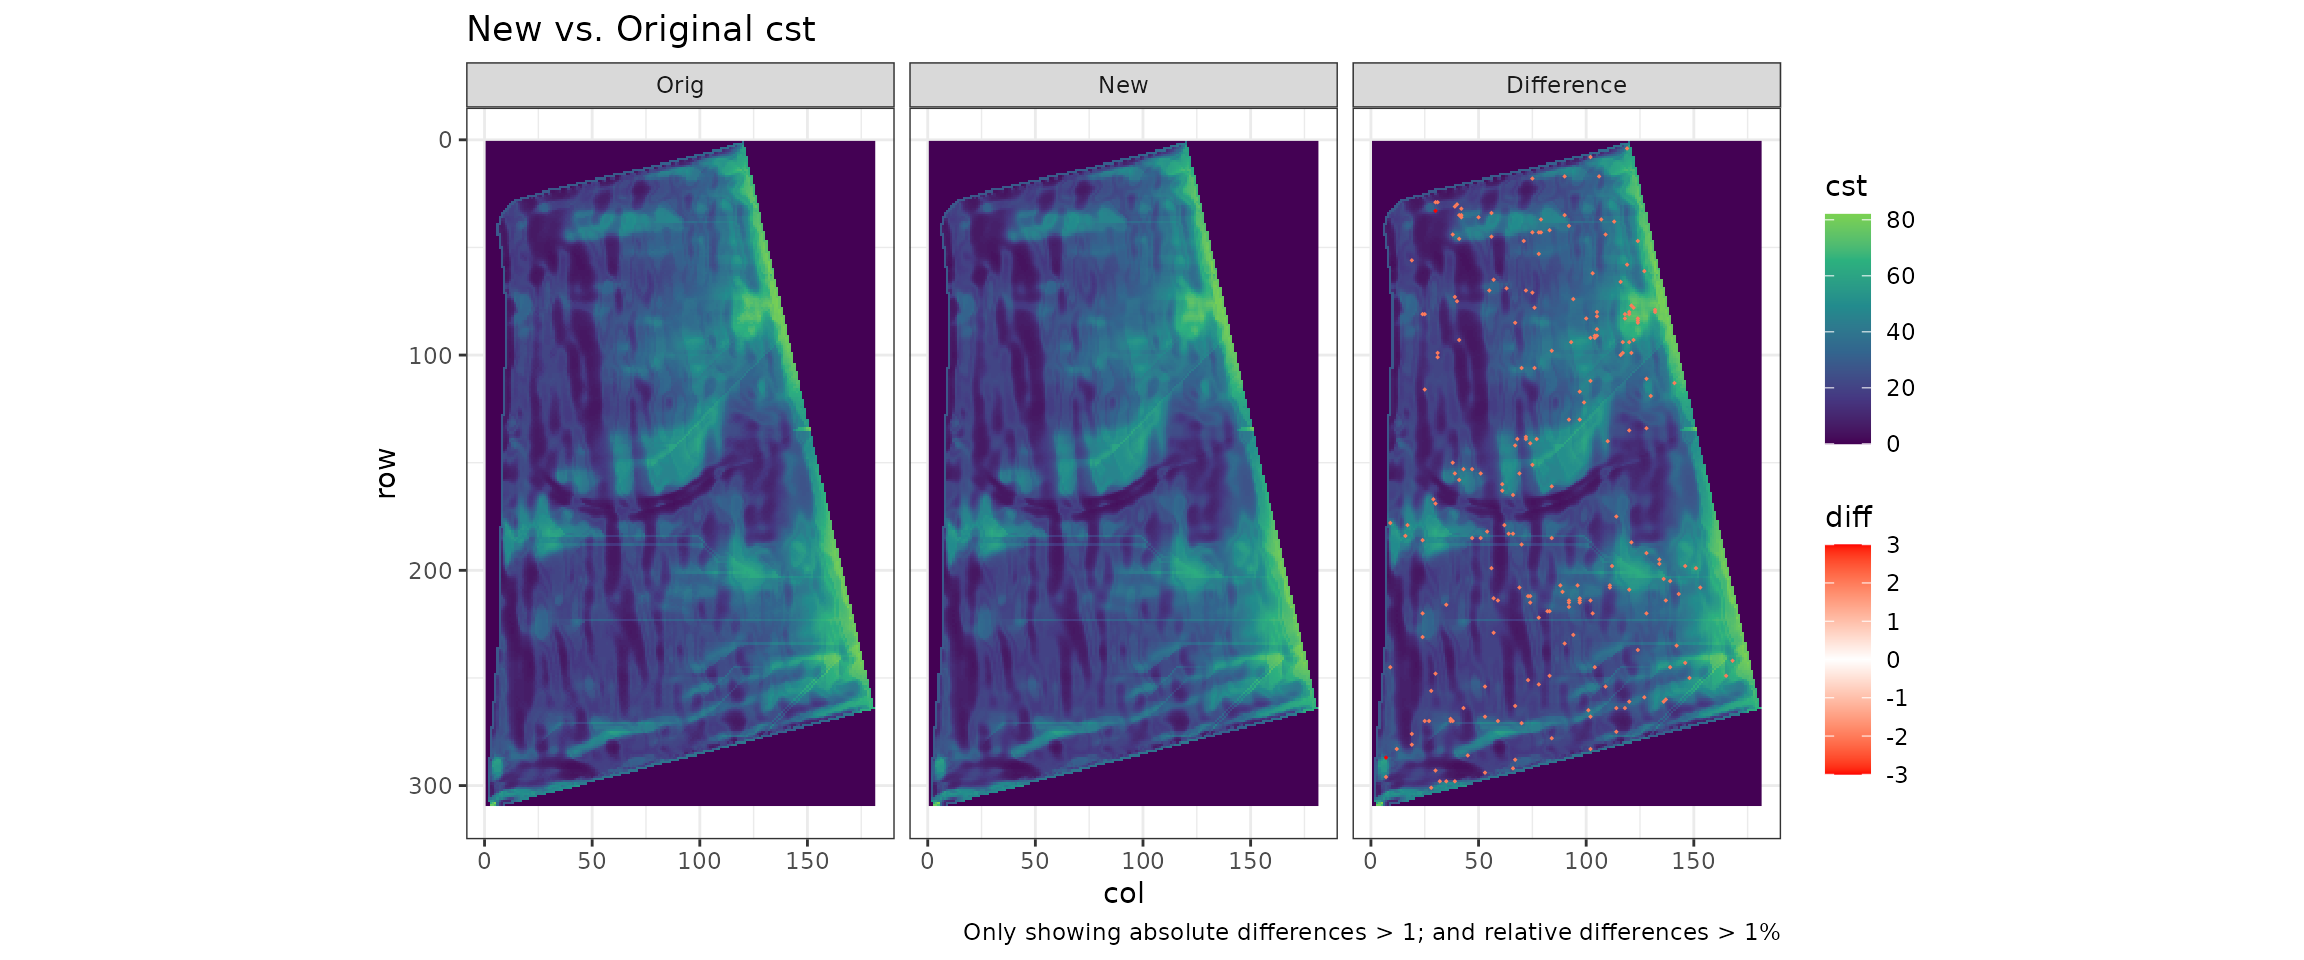 New vs. Original cst
Orig New Difference
0
100
200
300
row
0 50 100 150 0 50 100 150 0 50 100 150
col
Only showing absolute differences > 1; and relative differences > 1%
cst
80
60
40
20
0
diff
3
2
1
0
-1
-2
-3